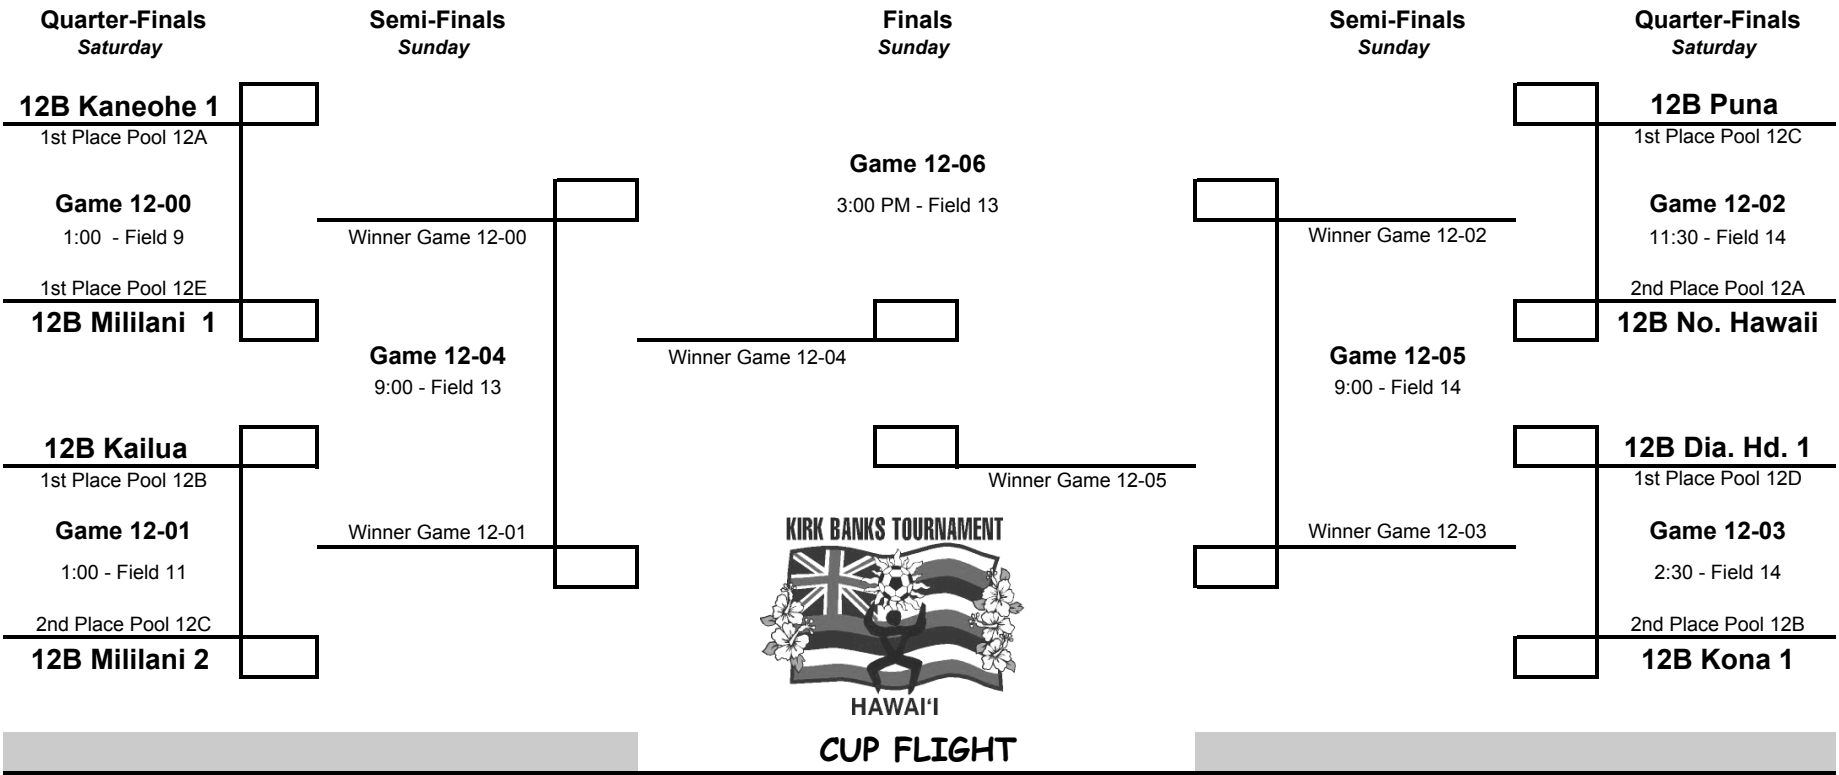 Quarter-Finals
Saturday
12B Kaneohe 1
1st Place Pool 12A
Game 12-00
1:00 - Field 9
1st Place Pool 12E
12B Mililani 1
12B Kailua
1st Place Pool 12B
Game 12-01
1:00 - Field 11
2nd Place Pool 12C
12B Mililani 2
Semi-Finals
Sunday
Winner Game 12-00
Game 12-04
9:00 - Field 13
Winner Game 12-01
Finals
Sunday
Game 12-06
3:00 PM - Field 13
Winner Game 12-04
Winner Game 12-05
KIRK BANKS TOURNAMENT
HAWAI‘I
CUP FLIGHT
Semi-Finals
Sunday
Winner Game 12-02
Game 12-05
9:00 - Field 14
Winner Game 12-03
Quarter-Finals
Saturday
12B Puna
1st Place Pool 12C
Game 12-02
11:30 - Field 14
2nd Place Pool 12A
12B No. Hawaii
12B Dia. Hd. 1
1st Place Pool 12D
Game 12-03
2:30 - Field 14
2nd Place Pool 12B
12B Kona 1